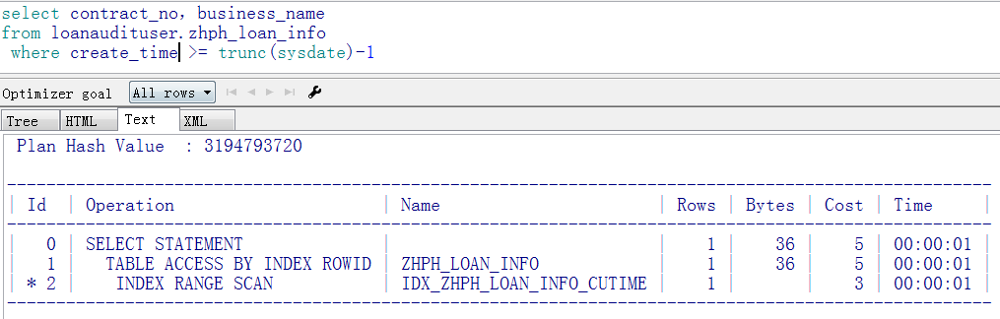 select contract_no, business_name
from loanaudituser.zhph_loan_info
where create_time >= trunc(sysdate)-1
Optimizer goal All rows
Tree HTML Text XML
Plan Hash Value : 3194793720
| Id | Operation | Name | Rows | Bytes | Cost | Time |
| 0 | SELECT STATEMENT | | 1 | 36 | 5 | 00:00:01 |
| 1 | TABLE ACCESS BY INDEX ROWID | ZHPH_LOAN_INFO | 1 | 36 | 5 | 00:00:01 |
| * 2 | INDEX RANGE SCAN | IDX_ZHPH_LOAN_INFO_CUTIME | 1 | | 3 | 00:00:01 |